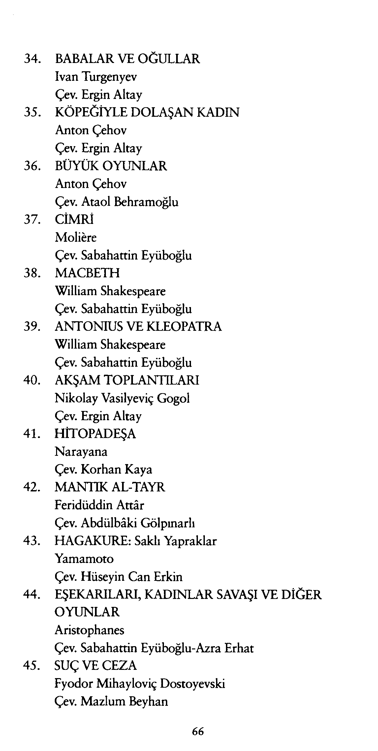 34. BABALAR VE OĞULLAR
Ivan Turgenyev
Çev. Ergin Altay
35. KÖPEĞİYLE DOLAŞAN KADIN
Anton Çehov
Çev. Ergin Altay
36. BÜYÜK OYUNLAR
Anton Çehov
Çev. Ataol Behramoğlu
37. CİMRİ
Molière
Çev. Sabahattin Eyüboğlu
38. MACBETH
William Shakespeare
Çev. Sabahattin Eyüboğlu
39. ANTONIUS VE KLEOPATRA
William Shakespeare
Çev. Sabahattin Eyüboğlu
40. AKŞAM TOPLANTILARI
Nikolay Vasilyeviç Gogol
Çev. Ergin Altay
41. HİTOPADEŞA
Narayana
Çev. Korhan Kaya
42. MANTIK AL-TAYR
Feridüddin Attâr
Çev. Abdülbâki Gölpınarlı
43. HAGAKURE: Saklı Yapraklar
Yamamoto
Çev. Hüseyin Can Erkin
44. EŞEKARILARI, KADINLAR SAVAŞI VE DİĞER
OYUNLAR
Aristophanes
Çev. Sabahattin Eyüboğlu-Azra Erhat
45. SUÇ VE CEZA
Fyodor Mihayloviç Dostoyevski
Çev. Mazlum Beyhan
66